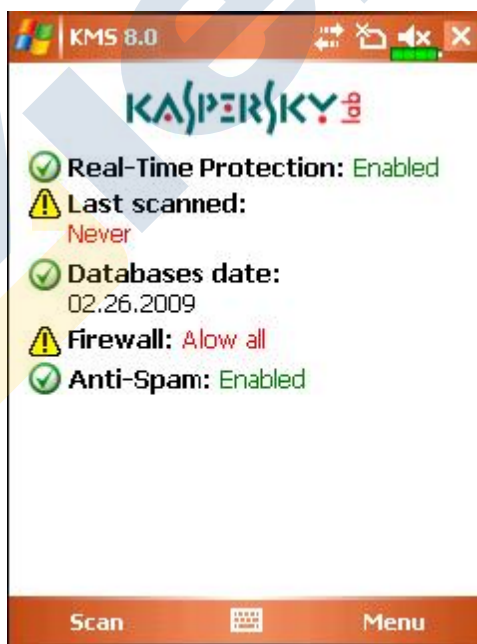 KMS 8.0
KASPERSKY lab
Real-Time Protection: Enabled
Last scanned:
Never
Databases date:
02.26.2009
Firewall: Alow all
Anti-Spam: Enabled
Scan Menu